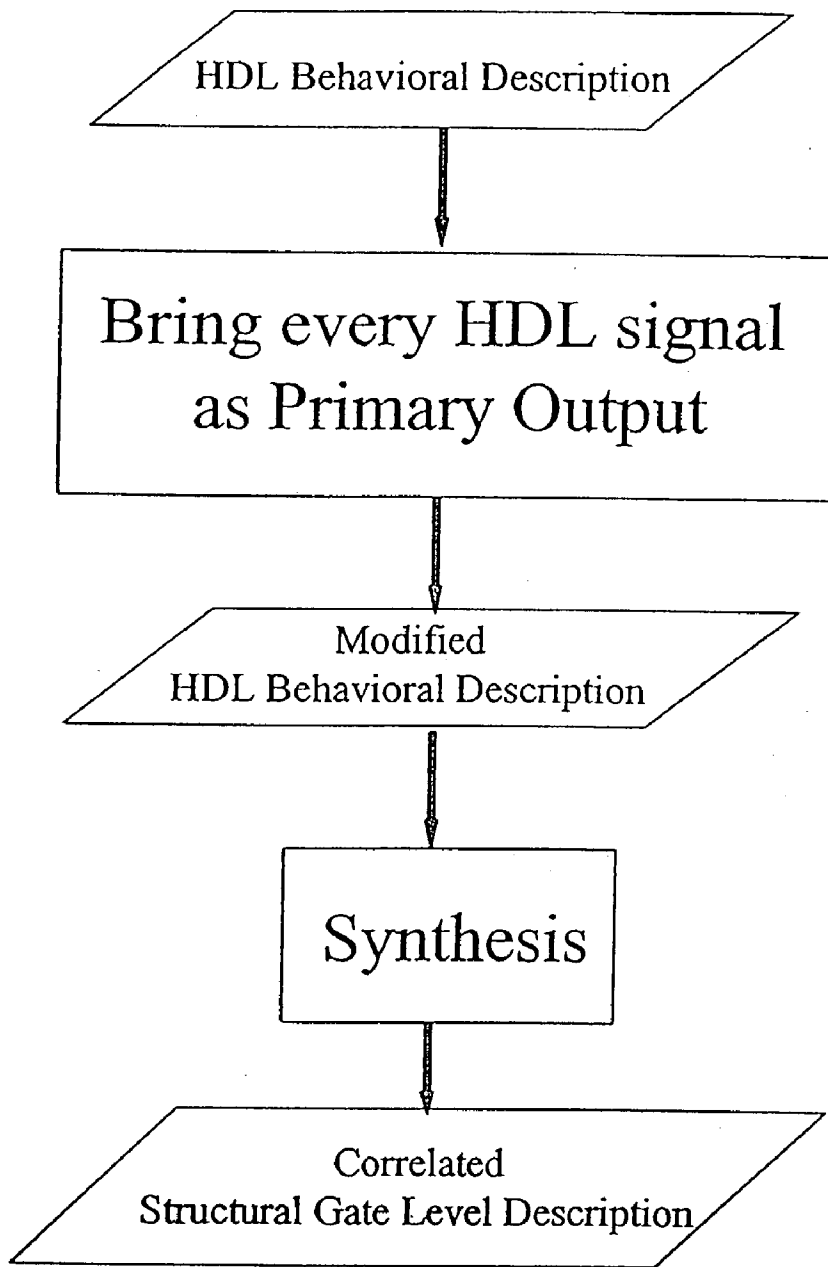 HDL Behavioral Description
Bring every HDL signal
as Primary Output
Modified
HDL Behavioral Description
Synthesis
Correlated
Structural Gate Level Description